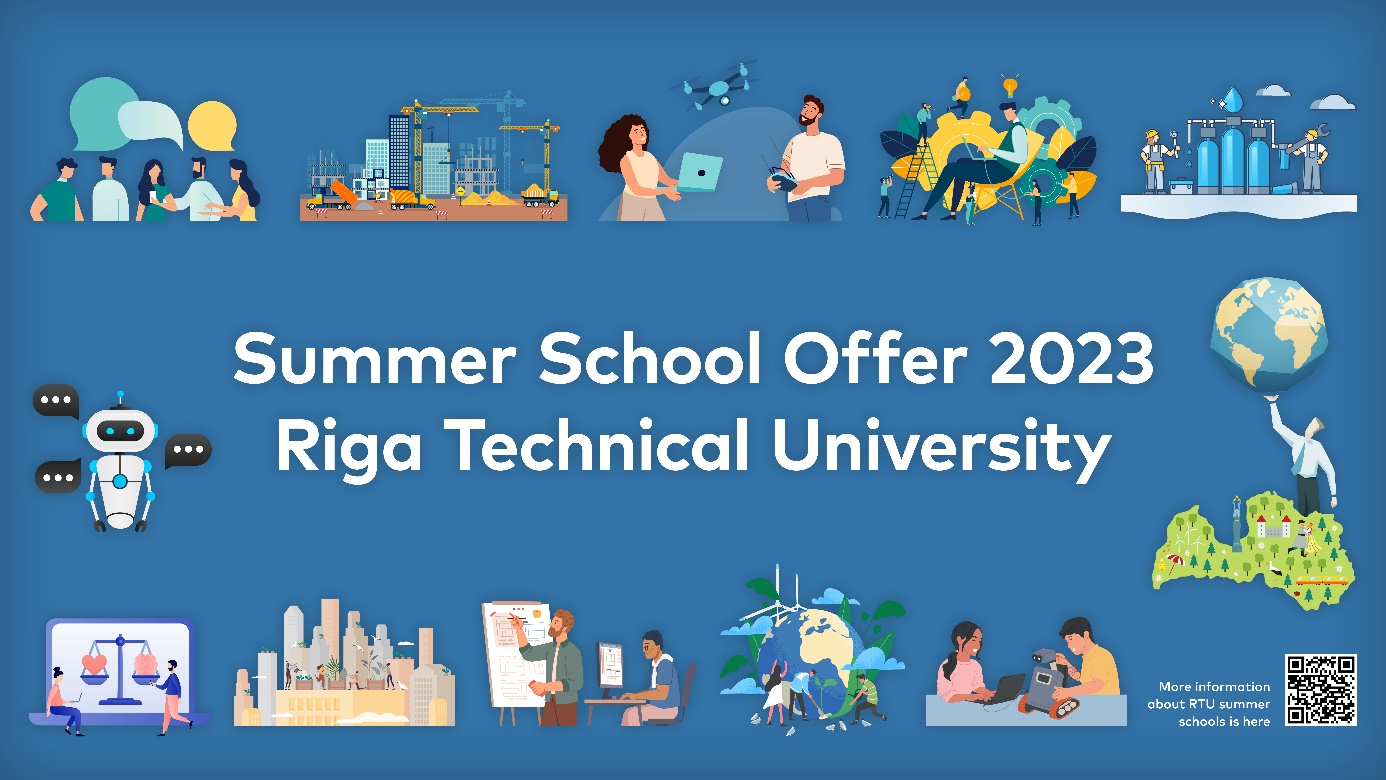 Summer School Offer 2023
Riga Technical University
More information
about RTU summer
schools is here